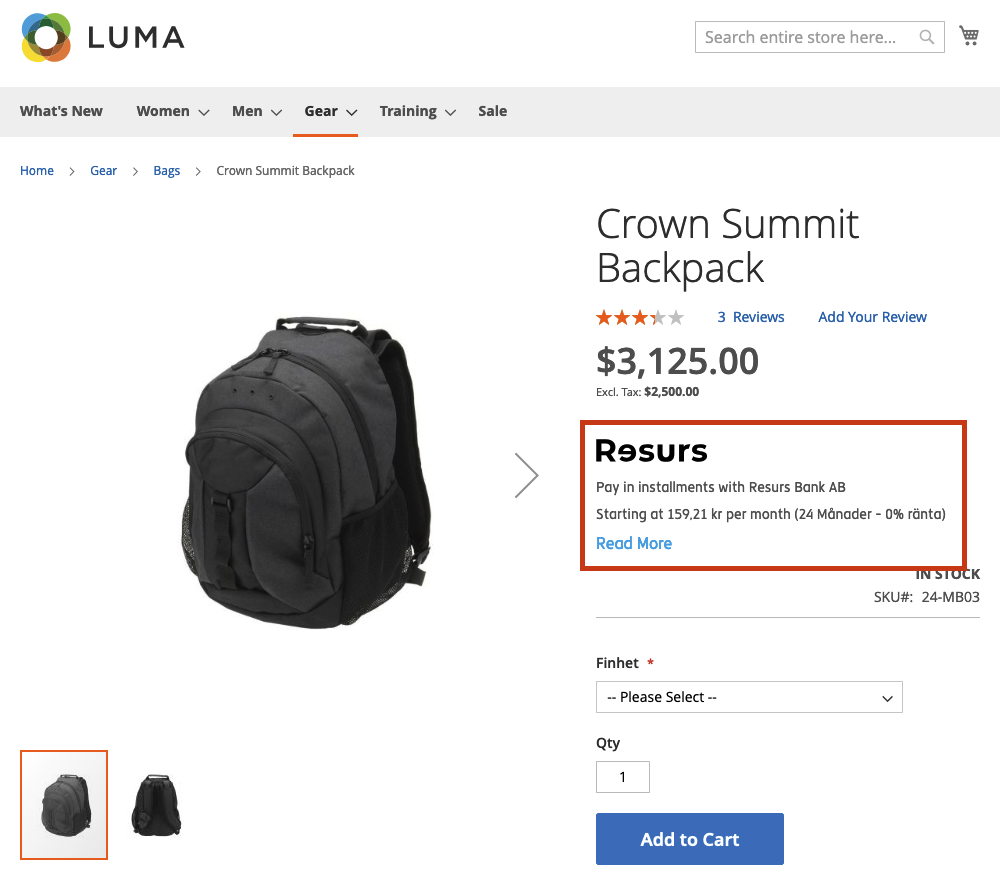 LUMA
Search entire store here...
What's New Women Men Gear Training Sale
Home Gear Bags Crown Summit Backpack
Crown Summit
Backpack
3 Reviews Add Your Review
$3,125.00
Excl. Tax: $2,500.00
Resurs
Pay in installments with Resurs Bank AB
Starting at 159,21 kr per month (24 Månader - 0% ränta)
Read More
IN STOCK
SKU#: 24-MB03
Finhet *
-- Please Select --
Qty
1
Add to Cart